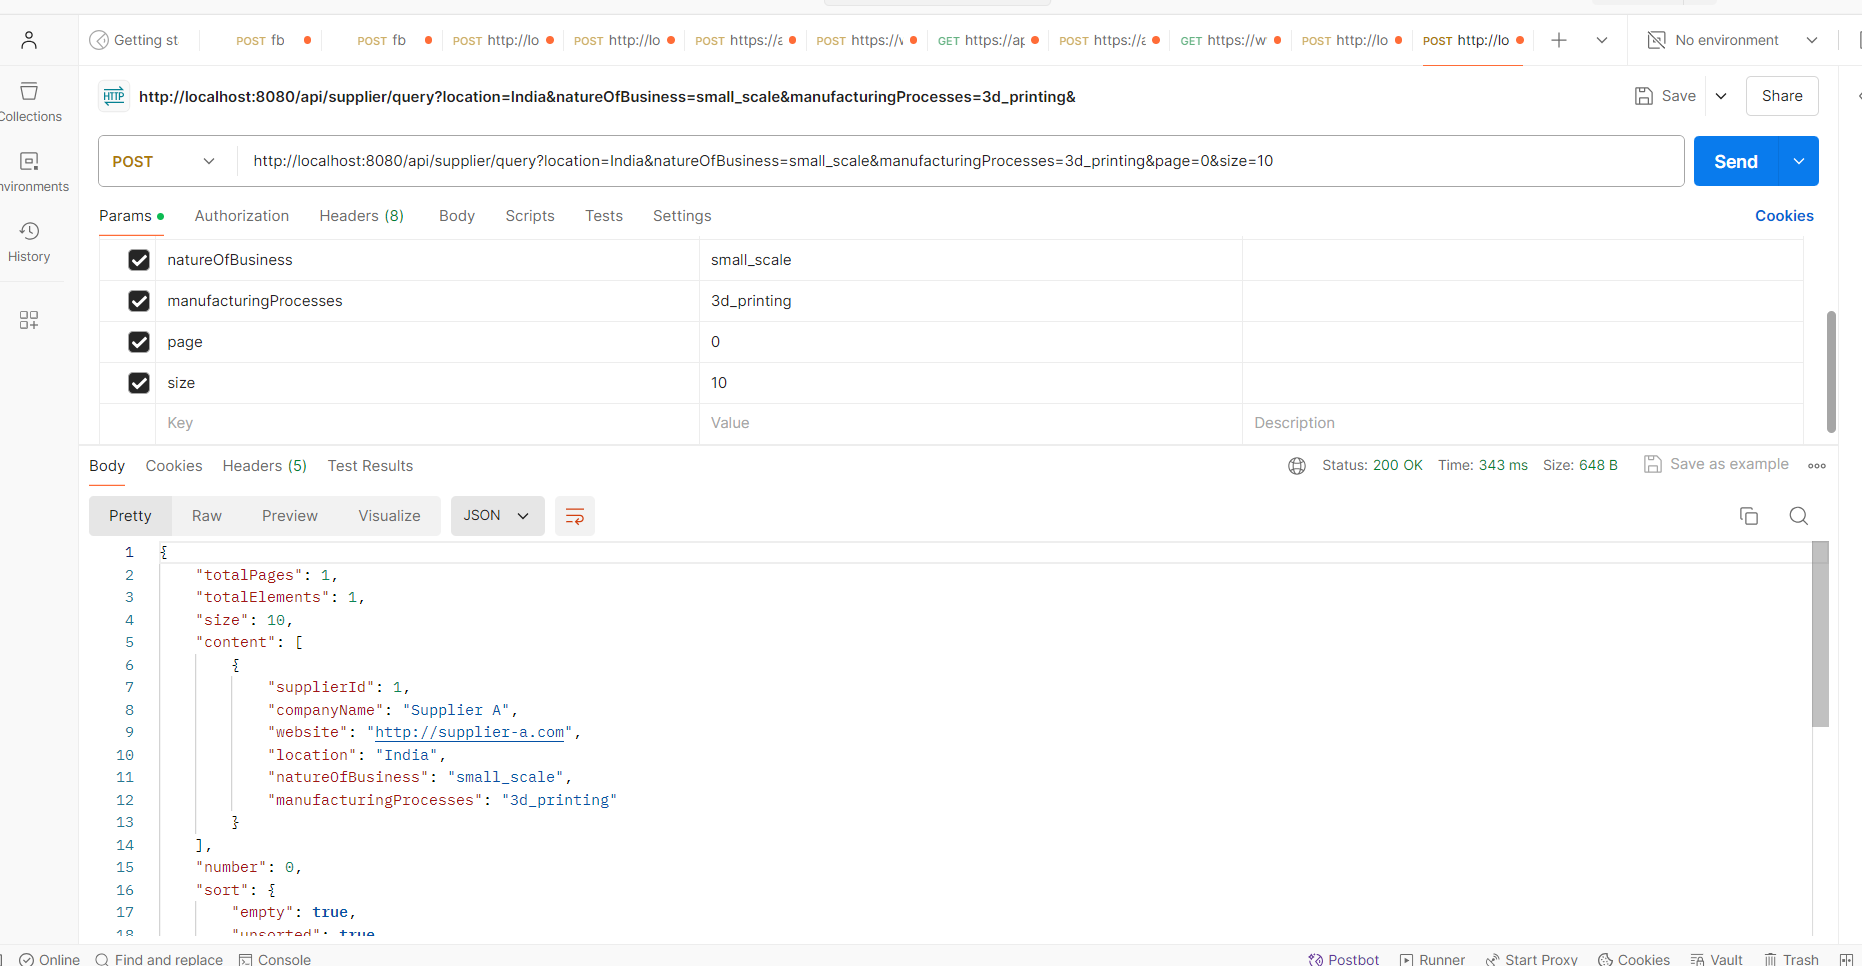 Getting st
POST fb
POST fb
POST http://lo
POST http://lo
POST https://a
POST https://v
GET https://ap
POST https://a
GET https://w
POST http://lo
POST http://lo
No environment
HTTP http://localhost:8080/api/supplier/query?location=India&natureOfBusiness=small_scale&manufacturingProcesses=3d_printing&
Save
Share
Collections
POST http://localhost:8080/api/supplier/query?location=India&natureOfBusiness=small_scale&manufacturingProcesses=3d_printing&page=0&size=10
Send
nvironments
Params Authorization Headers (8) Body Scripts Tests Settings
Cookies
History
natureOfBusiness small_scale
manufacturingProcesses 3d_printing
page 0
size 10
Key Value Description
Body Cookies Headers (5) Test Results
Status: 200 OK Time: 343 ms Size: 648 B Save as example
Pretty Raw Preview Visualize JSON
1 {
2 "totalPages": 1,
3 "totalElements": 1,
4 "size": 10,
5 "content": [
6 {
7 "supplierId": 1,
8 "companyName": "Supplier A",
9 "website": "http://supplier-a.com",
10 "location": "India",
11 "natureOfBusiness": "small_scale",
12 "manufacturingProcesses": "3d_printing"
13 }
14 ],
15 "number": 0,
16 "sort": {
17 "empty": true,
18 "unsorted": true
Online Find and replace Console
Postbot Runner Start Proxy Cookies Vault Trash